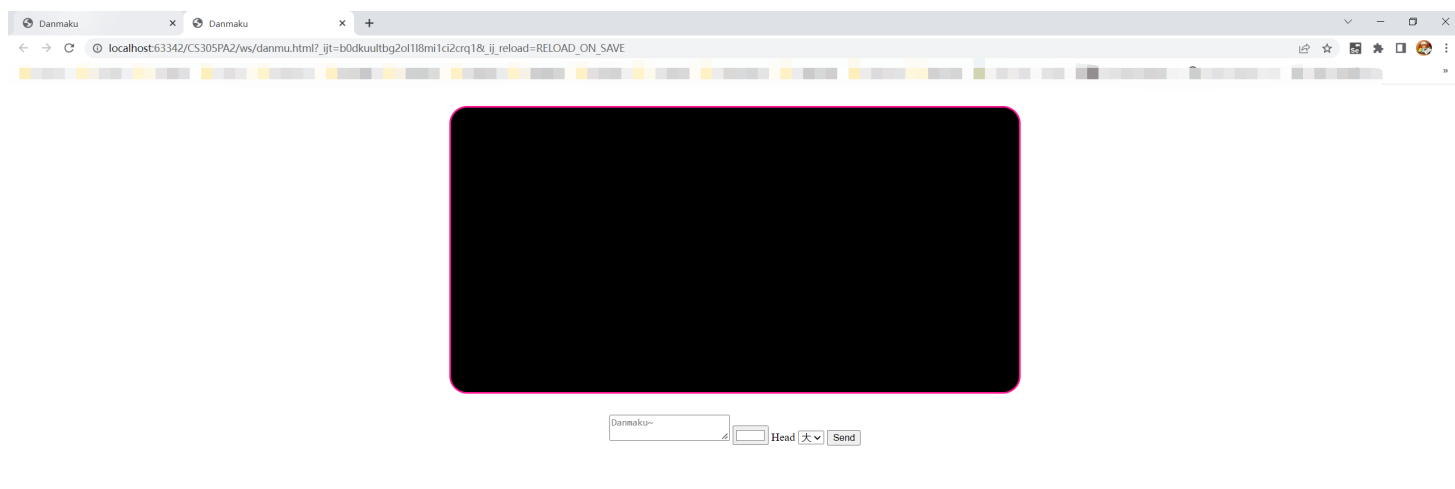 Danmaku Danmaku
localhost:63342/CS305PA2/ws/danmu.html?_ijt=b0dkuultbg2ol1l8mi1ci2crq1&_ij_reload=RELOAD_ON_SAVE
Danmaku~
Head 大 Send